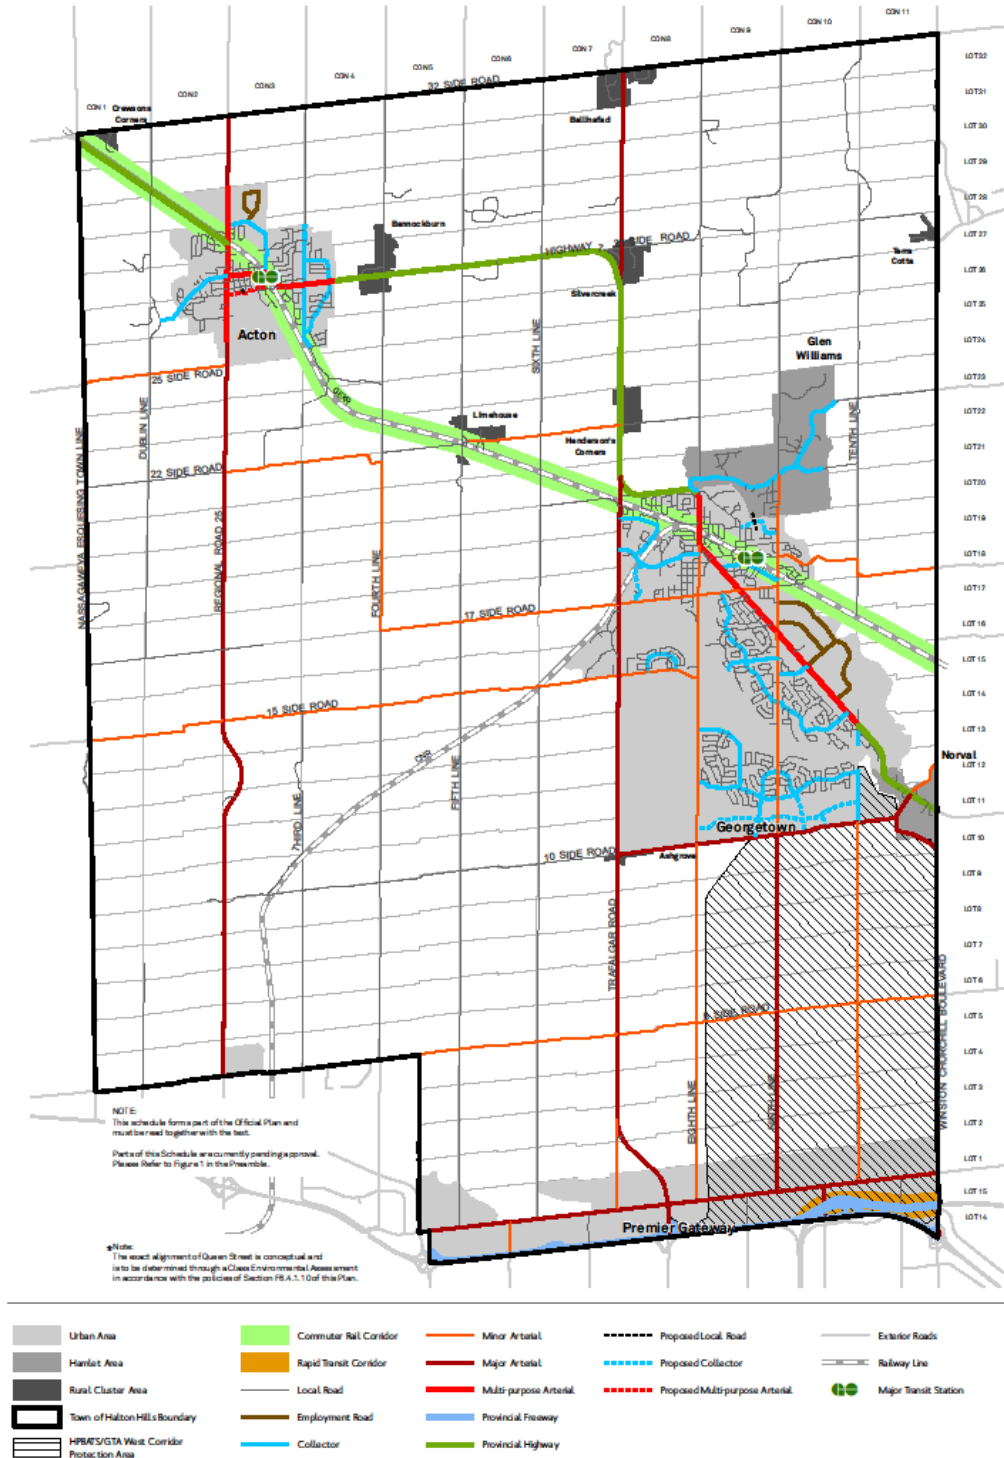 CON 11
CON 10
CON 9
CON 8
CON 7
CON 6
CON 5
CON 4
CON 3
CON 2
CON 1
Crewsons
Corners
32 SIDE ROAD
Ballinafad
LOT 32
LOT 31
LOT 30
LOT 29
LOT 28
LOT 27
LOT 26
LOT 25
LOT 24
LOT 23
LOT 22
LOT 21
LOT 20
LOT 19
LOT 18
LOT 17
LOT 16
LOT 15
LOT 14
LOT 13
LOT 12
LOT 11
LOT 10
LOT 9
LOT 8
LOT 7
LOT 6
LOT 5
LOT 4
LOT 3
LOT 2
LOT 1
LOT 15
LOT 14
Bannockburn
HIGHWAY 7
SIDE ROAD
Terra
Cotta
Silvercreek
Acton
Glen
Williams
25 SIDE ROAD
DUBLIN LINE
SIXTH LINE
TENTH LINE
Limehouse
Henderson's
Corners
22 SIDE ROAD
NASSAGAWEYA ESQUESING TOWN LINE
REGIONAL ROAD 25
FOURTH LINE
17 SIDE ROAD
15 SIDE ROAD
Norval
FIFTH LINE
THIRD LINE
Georgetown
10 SIDE ROAD
Ashgrove
TRAFALGAR ROAD
5 SIDE ROAD
WINSTON CHURCHILL BOULEVARD
EIGHTH LINE
NINTH LINE
Premier Gateway
NOTE:
This schedule forms a part of the Official Plan and
must be read together with the text.
Parts of this Schedule are currently pending approval.
Please Refer to Figure 1 in the Preamble.
*Note:
The exact alignment of Queen Street is conceptual and
is to be determined through a Class Environmental Assessment
in accordance with the policies of Section F6.4.1.10 of this Plan.
Urban Area
Hamlet Area
Rural Cluster Area
Town of Halton Hills Boundary
HPBATS/GTA West Corridor
Protection Area
Commuter Rail Corridor
Rapid Transit Corridor
Local Road
Employment Road
Collector
Minor Arterial
Major Arterial
Multi-purpose Arterial
Provincial Freeway
Provincial Highway
Proposed Local Road
Proposed Collector
Proposed Multi-purpose Arterial
Exterior Roads
Railway Line
GO
Major Transit Station